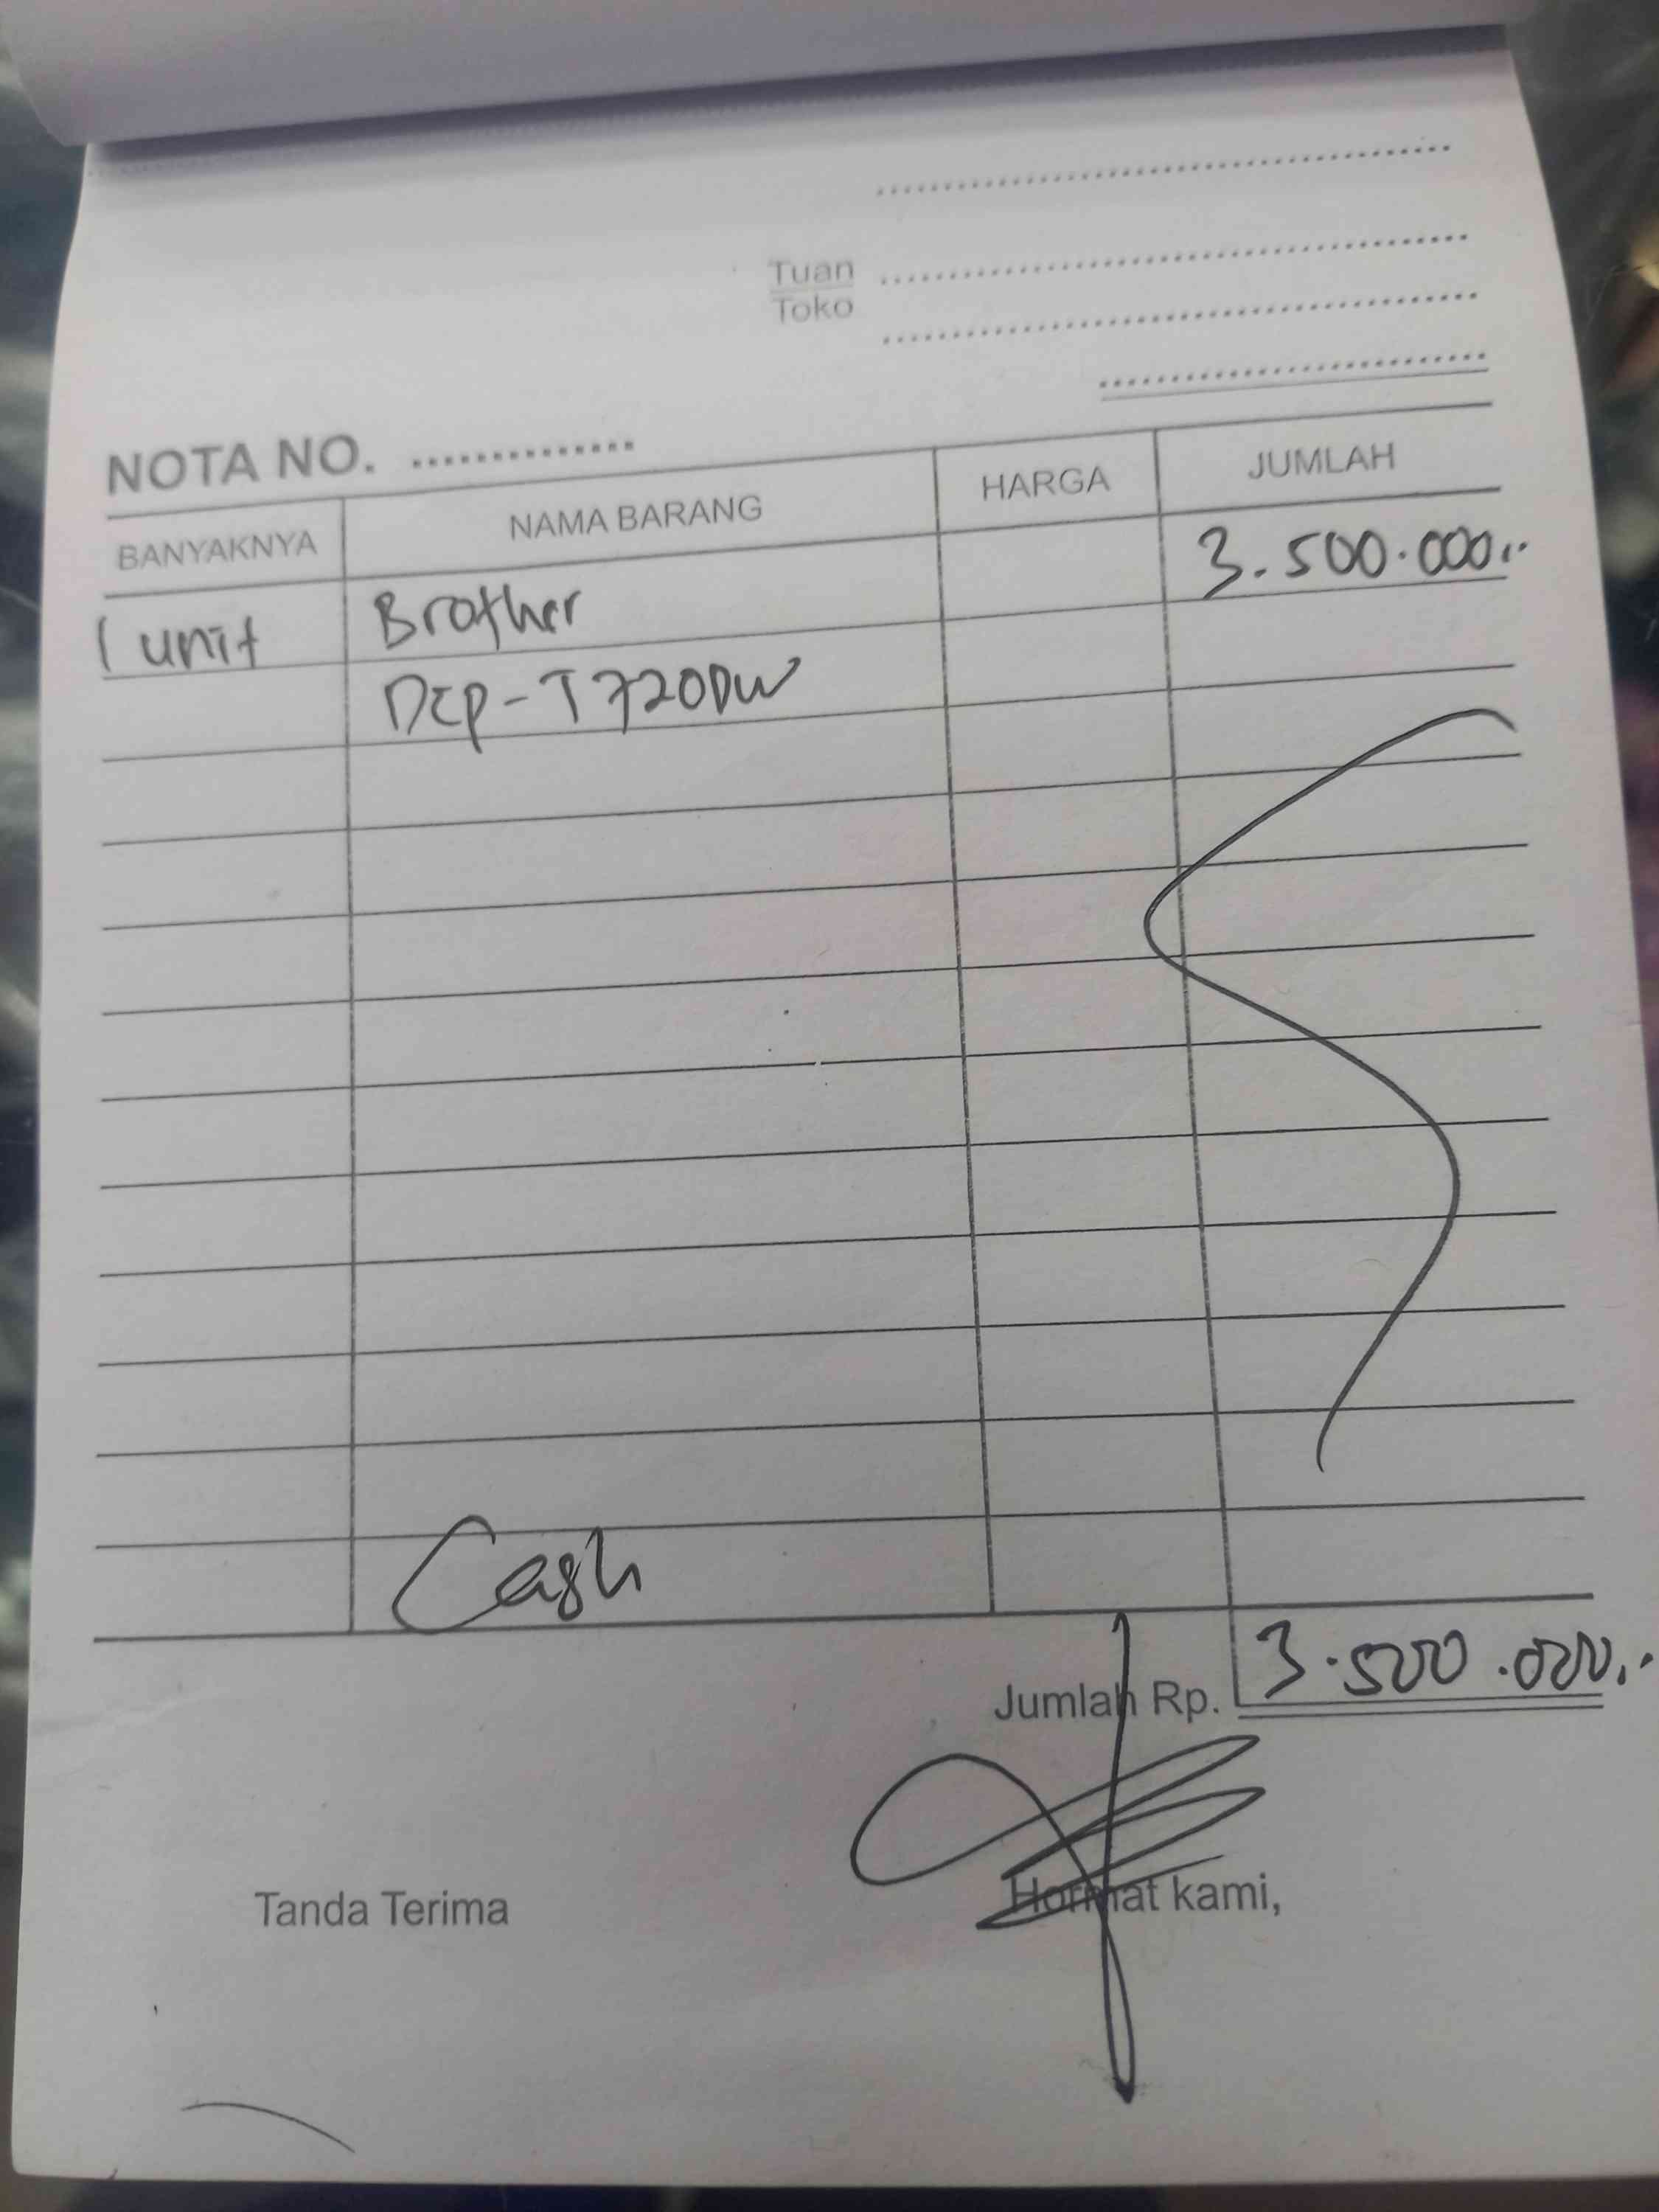 Tuan
Toko
NOTA NO. ..............
BANYAKNYA NAMA BARANG HARGA JUMLAH
1 unit Brother 3.500.000,-
DCP-T720DW
Cash
Jumlah Rp. 3.500.000,-
Tanda Terima Hormat kami,